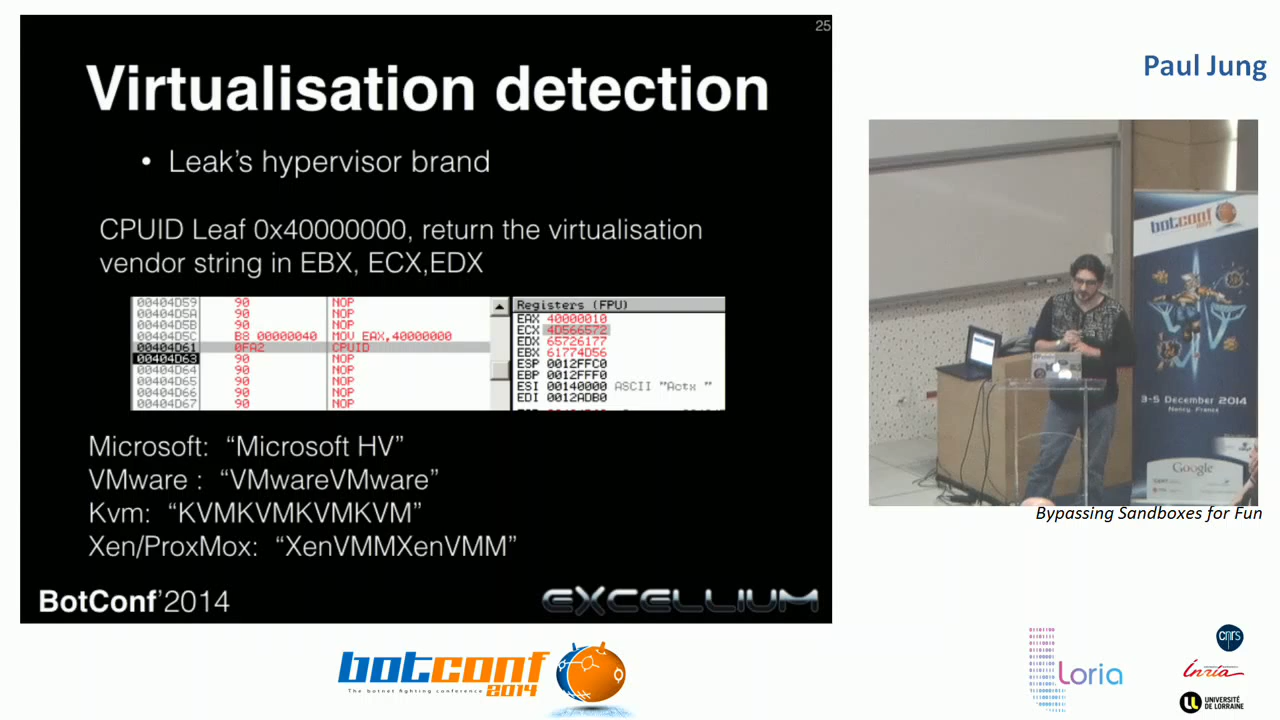 25
Virtualisation detection
• Leak's hypervisor brand
CPUID Leaf 0x40000000, return the virtualisation
vendor string in EBX, ECX,EDX
00404D59 90 NOP
00404D5A 90 NOP
00404D5B 90 NOP
00404D5C B8 00000040 MOV EAX,40000000
00404D61 0FA2 CPUID
00404D63 90 NOP
00404D64 90 NOP
00404D65 90 NOP
00404D66 90 NOP
00404D67 90 NOP
Registers (FPU)
EAX 40000010
ECX 4D566572
EDX 65726177
EBX 61774D56
ESP 0012FFC0
EBP 0012FFF0
ESI 00140000 ASCII "Actx "
EDI 0012ADB0
Microsoft: “Microsoft HV”
VMware : “VMwareVMware”
Kvm: “KVMKVMKVMKVM”
Xen/ProxMox: “XenVMMXenVMM”
BotConf'2014
EXCELLIUM
Paul Jung
botconf
2014
3-5 December 2014
Nancy, France
Google
Bypassing Sandboxes for Fun
botconf
The botnet fighting conference 2014
Loria
cnrs
Inria
UNIVERSITÉ
DE LORRAINE